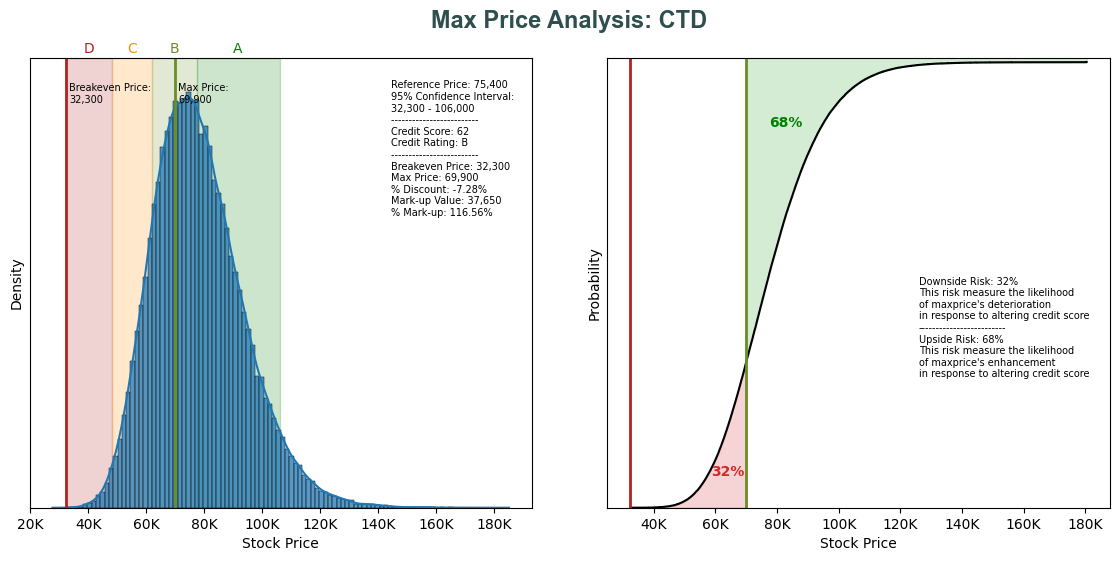 Max Price Analysis: CTD
D C B A
Breakeven Price:
32,300
Max Price:
69,900
Reference Price: 75,400
95% Confidence Interval:
32,300 - 106,000
-------------------------
Credit Score: 62
Credit Rating: B
-------------------------
Breakeven Price: 32,300
Max Price: 69,900
% Discount: -7.28%
Mark-up Value: 37,650
% Mark-up: 116.56%
Density
20K 40K 60K 80K 100K 120K 140K 160K 180K
Stock Price
68%
Downside Risk: 32%
This risk measure the likelihood
of maxprice's deterioration
in response to altering credit score
-------------------------
Upside Risk: 68%
This risk measure the likelihood
of maxprice's enhancement
in response to altering credit score
32%
Probability
40K 60K 80K 100K 120K 140K 160K 180K
Stock Price